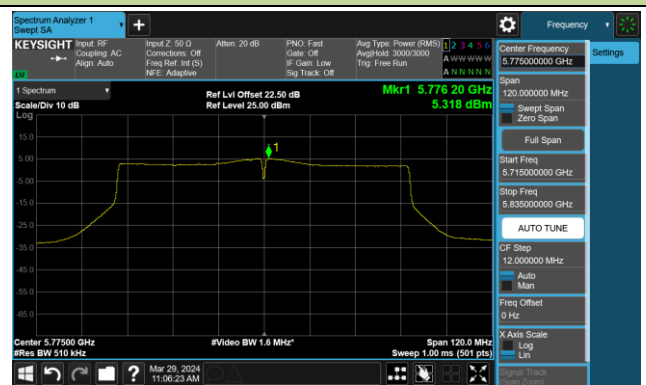 Spectrum Analyzer 1
Swept SA
Frequency
KEYSIGHT
Input: RF
Coupling: AC
Align: Auto
Input Z: 50 Ω
Corrections: Off
Freq Ref: Int (S)
NFE: Adaptive
Atten: 20 dB
PNO: Fast
Gate: Off
IF Gain: Low
Sig Track: Off
Avg Type: Power (RMS)
Avg|Hold: 3000/3000
Trig: Free Run
1 2 3 4 5 6
A W W W W W
A N N N N N
LW
Center Frequency
5.775000000 GHz
Settings
Span
120.000000 MHz
Swept Span
Zero Span
Full Span
Start Freq
5.715000000 GHz
Stop Freq
5.835000000 GHz
AUTO TUNE
CF Step
12.000000 MHz
Auto
Man
Freq Offset
0 Hz
X Axis Scale
Log
Lin
Signal Track
(Span Zoom)
1 Spectrum
Scale/Div 10 dB
Log
Ref Lvl Offset 22.50 dB
Ref Level 25.00 dBm
Mkr1 5.776 20 GHz
5.318 dBm
1
15.0
5.00
-5.00
-15.0
-25.0
-35.0
-45.0
-55.0
-65.0
Center 5.77500 GHz
#Res BW 510 kHz
#Video BW 1.6 MHz*
Span 120.0 MHz
Sweep 1.00 ms (501 pts)
?
Mar 29, 2024
11:06:23 AM